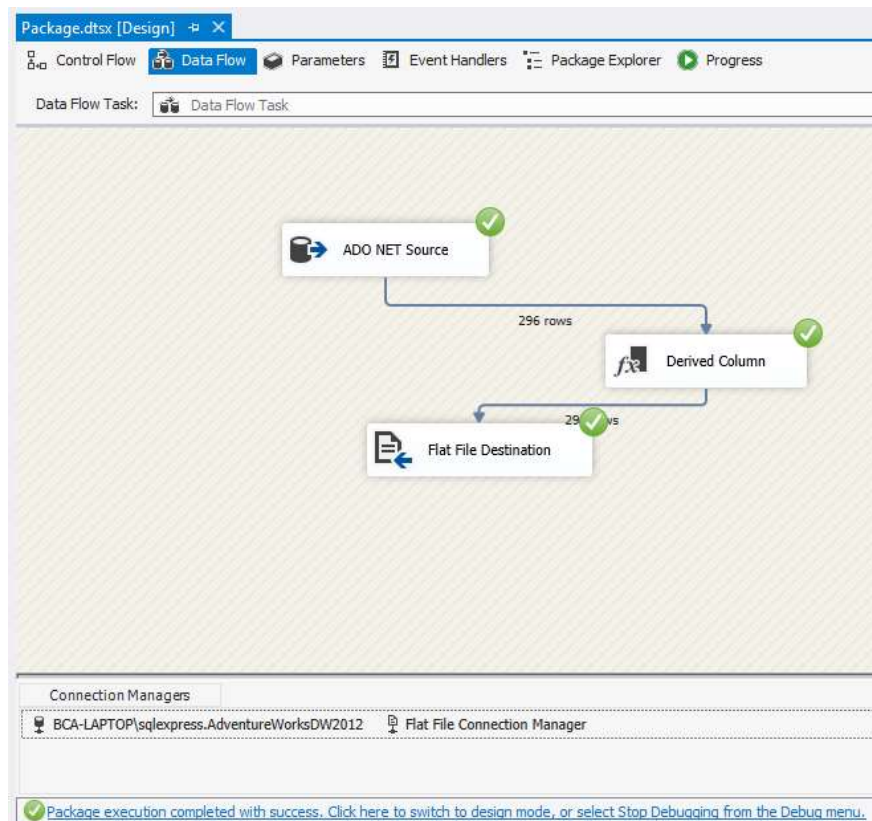 Package.dtsx [Design]
Control Flow Data Flow Parameters Event Handlers Package Explorer Progress
Data Flow Task: Data Flow Task
ADO NET Source
296 rows
Derived Column
Flat File Destination
Connection Managers
BCA-LAPTOP\sqlexpress.AdventureWorksDW2012 Flat File Connection Manager
Package execution completed with success. Click here to switch to design mode, or select Stop Debugging from the Debug menu.